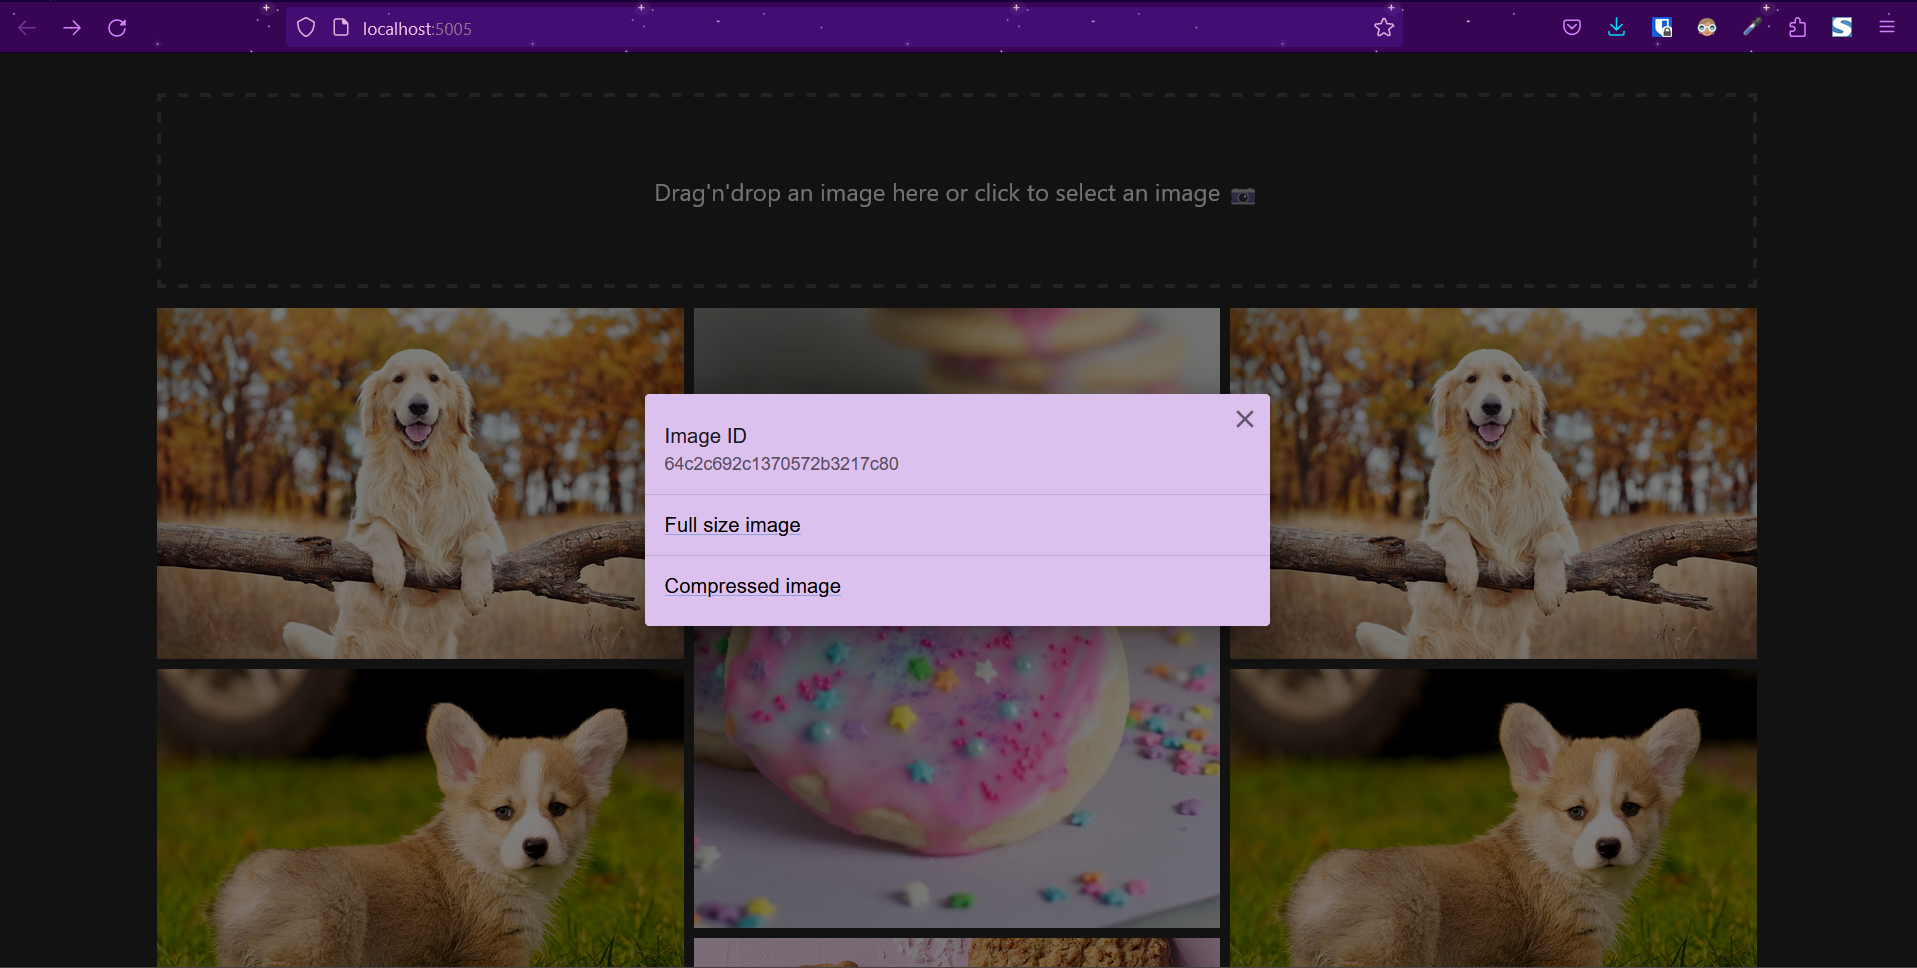 localhost:5005
Drag'n'drop an image here or click to select an image
Image ID
64c2c692c1370572b3217c80
Full size image
Compressed image